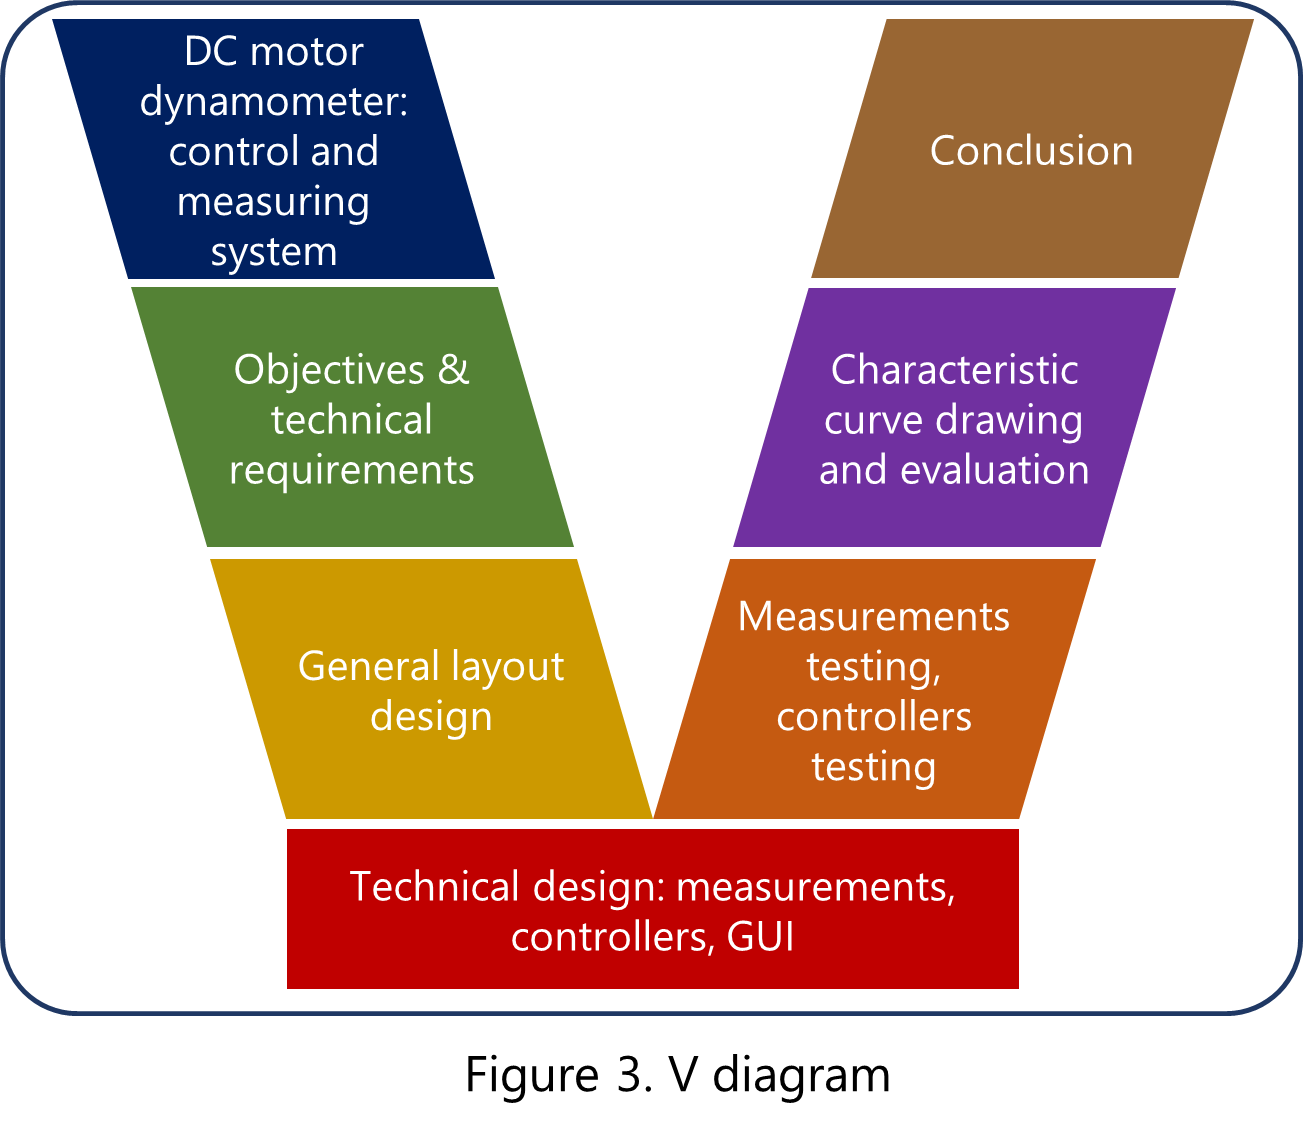 DC motor
dynamometer:
control and
measuring
system
Objectives &
technical
requirements
General layout
design
Technical design: measurements,
controllers, GUI
Measurements
testing,
controllers
testing
Characteristic
curve drawing
and evaluation
Conclusion
Figure 3. V diagram